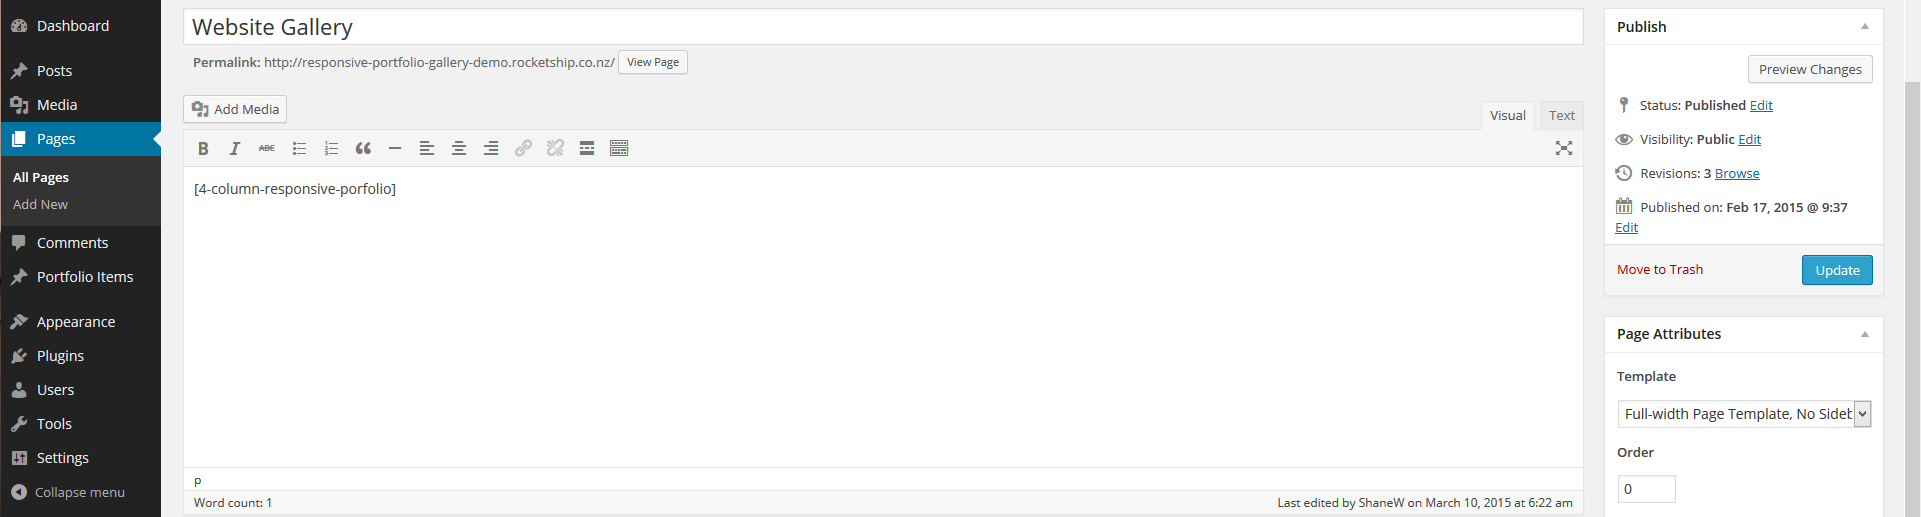 Dashboard
Posts
Media
Pages
All Pages
Add New
Comments
Portfolio Items
Appearance
Plugins
Users
Tools
Settings
Collapse menu
Website Gallery
Permalink: http://responsive-portfolio-gallery-demo.rocketship.co.nz/ View Page
Add Media
Visual Text
B I ABC
[4-column-responsive-porfolio]
p
Word count: 1
Last edited by ShaneW on March 10, 2015 at 6:22 am
Publish
Preview Changes
Status: Published Edit
Visibility: Public Edit
Revisions: 3 Browse
Published on: Feb 17, 2015 @ 9:37
Edit
Move to Trash Update
Page Attributes
Template
Full-width Page Template, No Sideb
Order
0